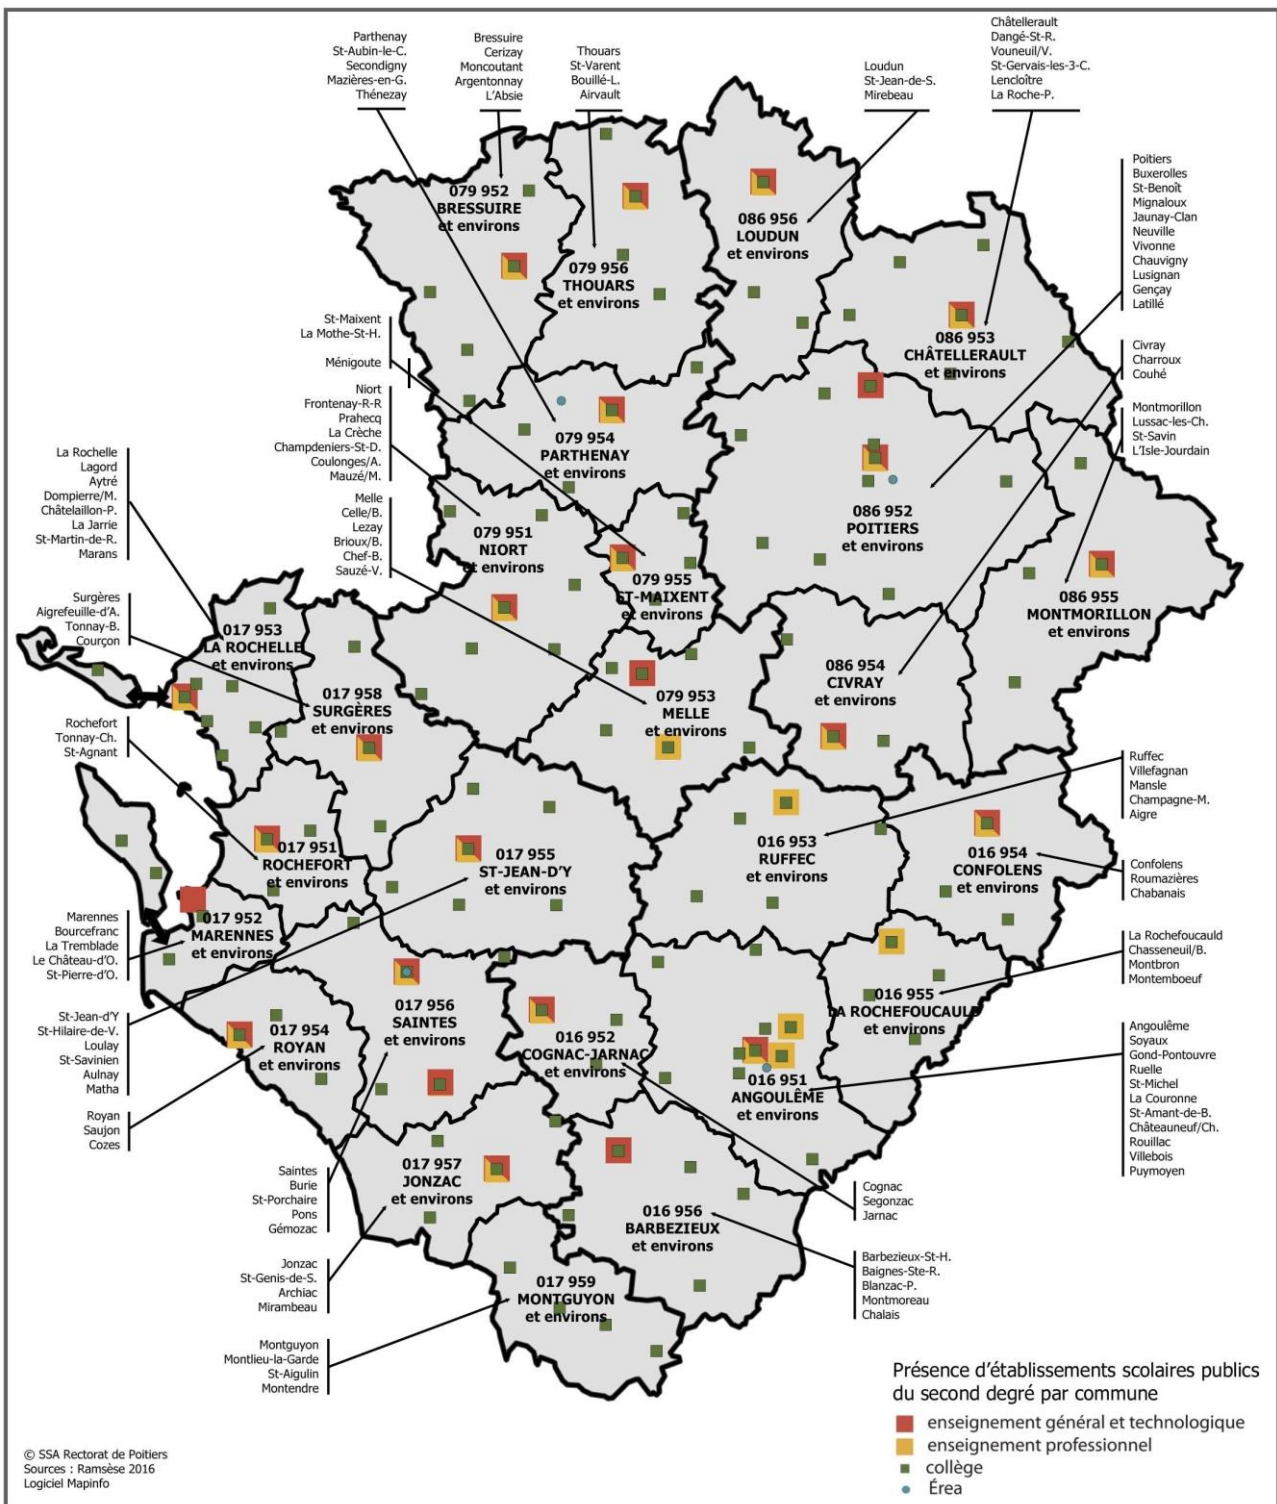 Parthenay
St-Aubin-le-C.
Secondigny
Mazières-en-G.
Thénezay
Bressuire
Cerizay
Moncoutant
Argentonnay
L'Absie
Thouars
St-Varent
Bouillé-L.
Airvault
Loudun
St-Jean-de-S.
Mirebeau
Châtellerault
Dangé-St-R.
Vouneuil/V.
St-Gervais-les-3-C.
Lencloître
La Roche-P.
Poitiers
Buxerolles
St-Benoît
Mignaloux
Jaunay-Clan
Neuville
Vivonne
Chauvigny
Lusignan
Gençay
Latillé
Civray
Charroux
Couhé
Montmorillon
Lussac-les-Ch.
St-Savin
L'Isle-Jourdain
St-Maixent
La Mothe-St-H.
Ménigoute
Niort
Frontenay-R-R
Prahecq
La Crèche
Champdeniers-St-D.
Coulonges/A.
Mauzé/M.
Melle
Celle/B.
Lezay
Brioux/B.
Chef-B.
Sauzé-V.
La Rochelle
Lagord
Aytré
Dompierre/M.
Châtelaillon-P.
La Jarrie
St-Martin-de-R.
Marans
Surgères
Aigrefeuille-d'A.
Tonnay-B.
Courçon
Rochefort
Tonnay-Ch.
St-Agnant
Marennes
Bourcefranc
La Tremblade
Le Château-d'O.
St-Pierre-d'O.
St-Jean-d'Y
St-Hilaire-de-V.
Loulay
St-Savinien
Aulnay
Matha
Royan
Saujon
Cozes
Saintes
Burie
St-Porchaire
Pons
Gémozac
Jonzac
St-Genis-de-S.
Archiac
Mirambeau
Montguyon
Montlieu-la-Garde
St-Aigulin
Montendre
Ruffec
Villefagnan
Mansle
Champagne-M.
Aigre
Confolens
Roumazières
Chabanais
La Rochefoucauld
Chasseneuil/B.
Montbron
Montemboeuf
Angoulême
Soyaux
Gond-Pontouvre
Ruelle
St-Michel
La Couronne
St-Amant-de-B.
Châteauneuf/Ch.
Rouillac
Villebois
Puymoyen
Cognac
Segonzac
Jarnac
Barbezieux-St-H.
Baignes-Ste-R.
Blanzac-P.
Montmoreau
Chalais
079 952
BRESSUIRE
et environs
079 956
THOUARS
et environs
086 956
LOUDUN
et environs
086 953
CHÂTELLERAULT
et environs
079 954
PARTHENAY
et environs
086 952
POITIERS
et environs
079 951
NIORT
et environs
079 955
ST-MAIXENT
et environs
086 955
MONTMORILLON
et environs
017 953
LA ROCHELLE
et environs
017 958
SURGÈRES
et environs
079 953
MELLE
et environs
086 954
CIVRAY
et environs
017 951
ROCHEFORT
et environs
017 955
ST-JEAN-D'Y
et environs
016 953
RUFFEC
et environs
016 954
CONFOLENS
et environs
017 952
MARENNES
et environs
017 956
SAINTES
et environs
016 952
COGNAC-JARNAC
et environs
016 955
LA ROCHEFOUCAULD
et environs
017 954
ROYAN
et environs
016 951
ANGOULÊME
et environs
017 957
JONZAC
et environs
016 956
BARBEZIEUX
et environs
017 959
MONTGUYON
et environs
Présence d'établissements scolaires publics
du second degré par commune
enseignement général et technologique
enseignement professionnel
collège
Érea
© SSA Rectorat de Poitiers
Sources : Ramsèse 2016
Logiciel Mapinfo